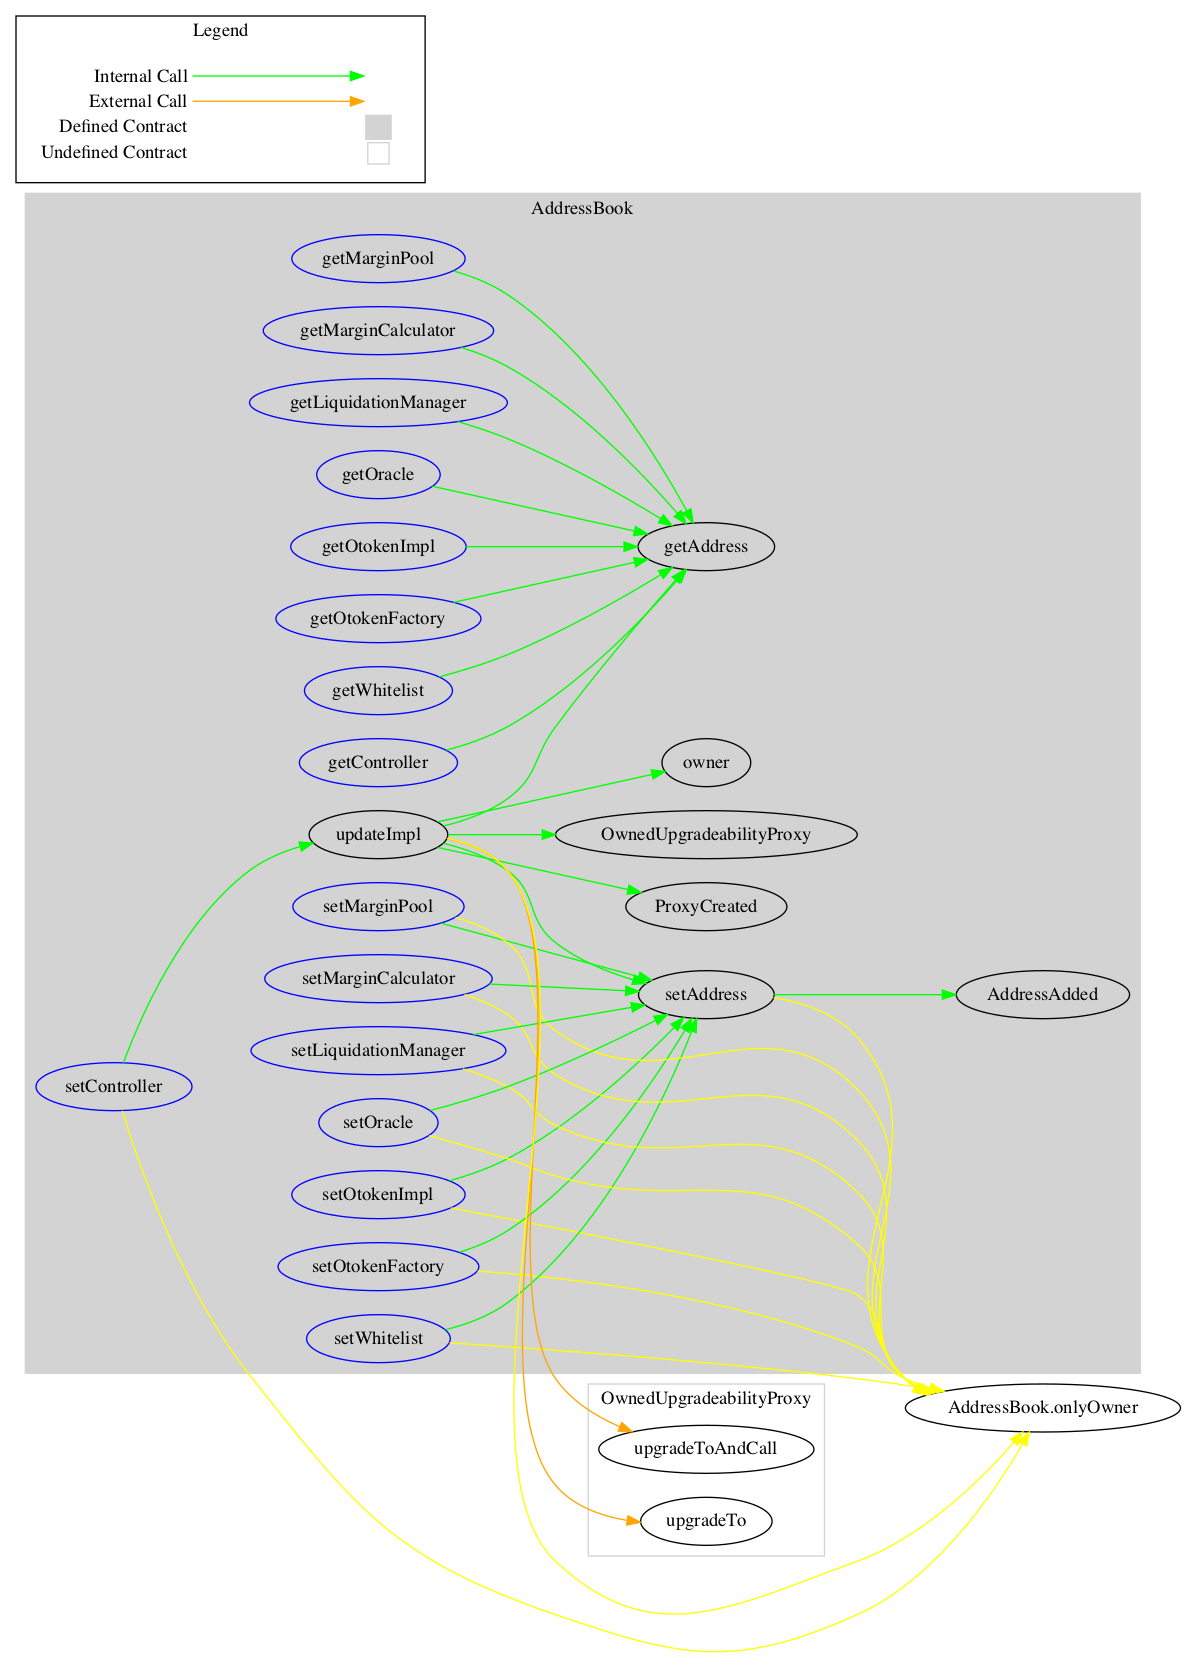 Legend
Internal Call
External Call
Defined Contract
Undefined Contract
AddressBook
getMarginPool
getMarginCalculator
getLiquidationManager
getOracle
getOtokenImpl
getAddress
getOtokenFactory
getWhitelist
getController
owner
updateImpl
OwnedUpgradeabilityProxy
setMarginPool
ProxyCreated
setMarginCalculator
setAddress
AddressAdded
setLiquidationManager
setController
setOracle
setOtokenImpl
setOtokenFactory
setWhitelist
OwnedUpgradeabilityProxy
AddressBook.onlyOwner
upgradeToAndCall
upgradeTo